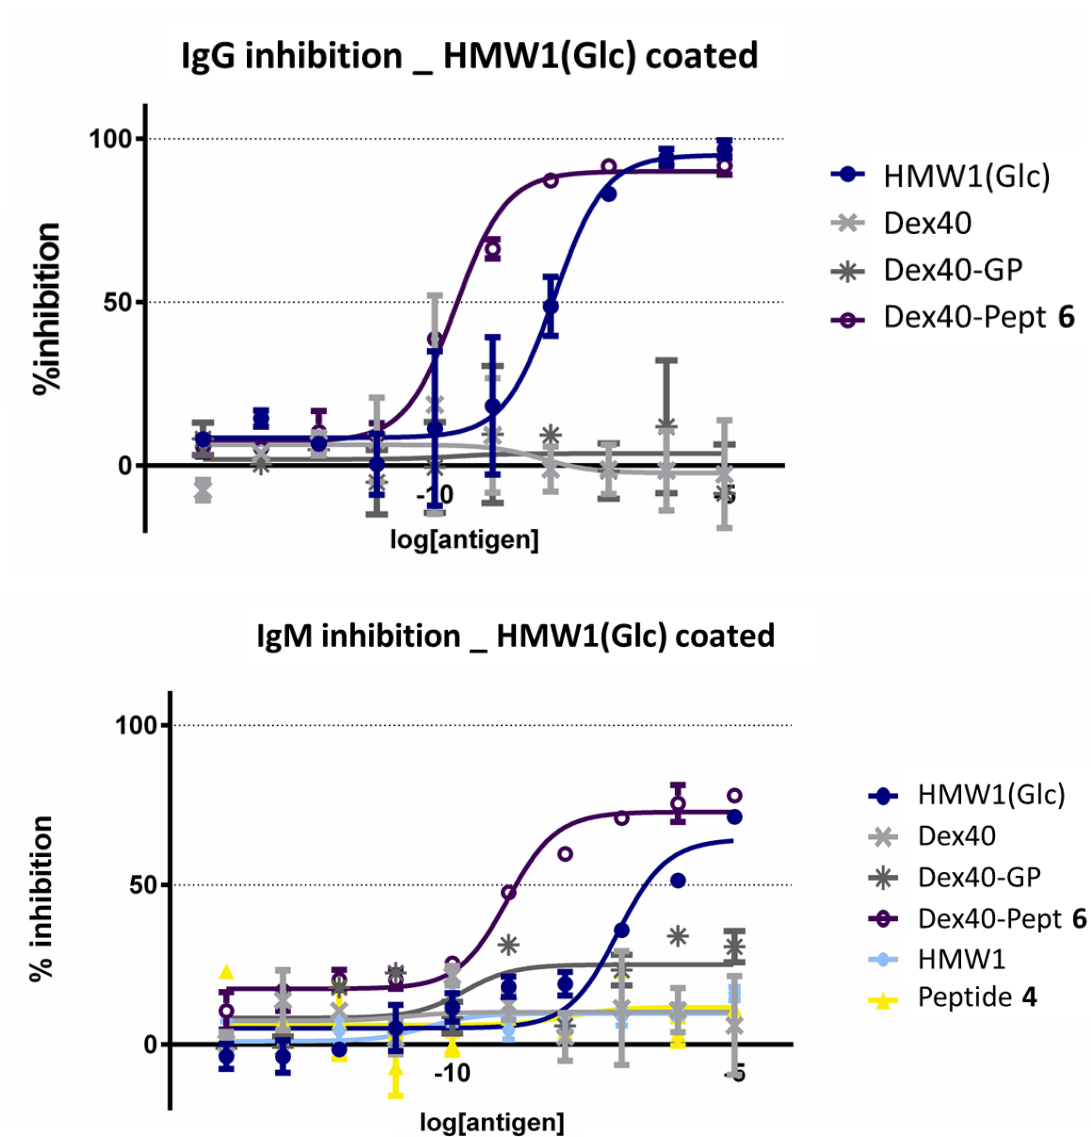 IgG inhibition _ HMW1(Glc) coated
100
50
0
%inhibition
-10
-5
log[antigen]
HMW1(Glc)
Dex40
Dex40-GP
Dex40-Pept 6
IgM inhibition _ HMW1(Glc) coated
100
50
0
% inhibition
-10
-5
log[antigen]
HMW1(Glc)
Dex40
Dex40-GP
Dex40-Pept 6
HMW1
Peptide 4